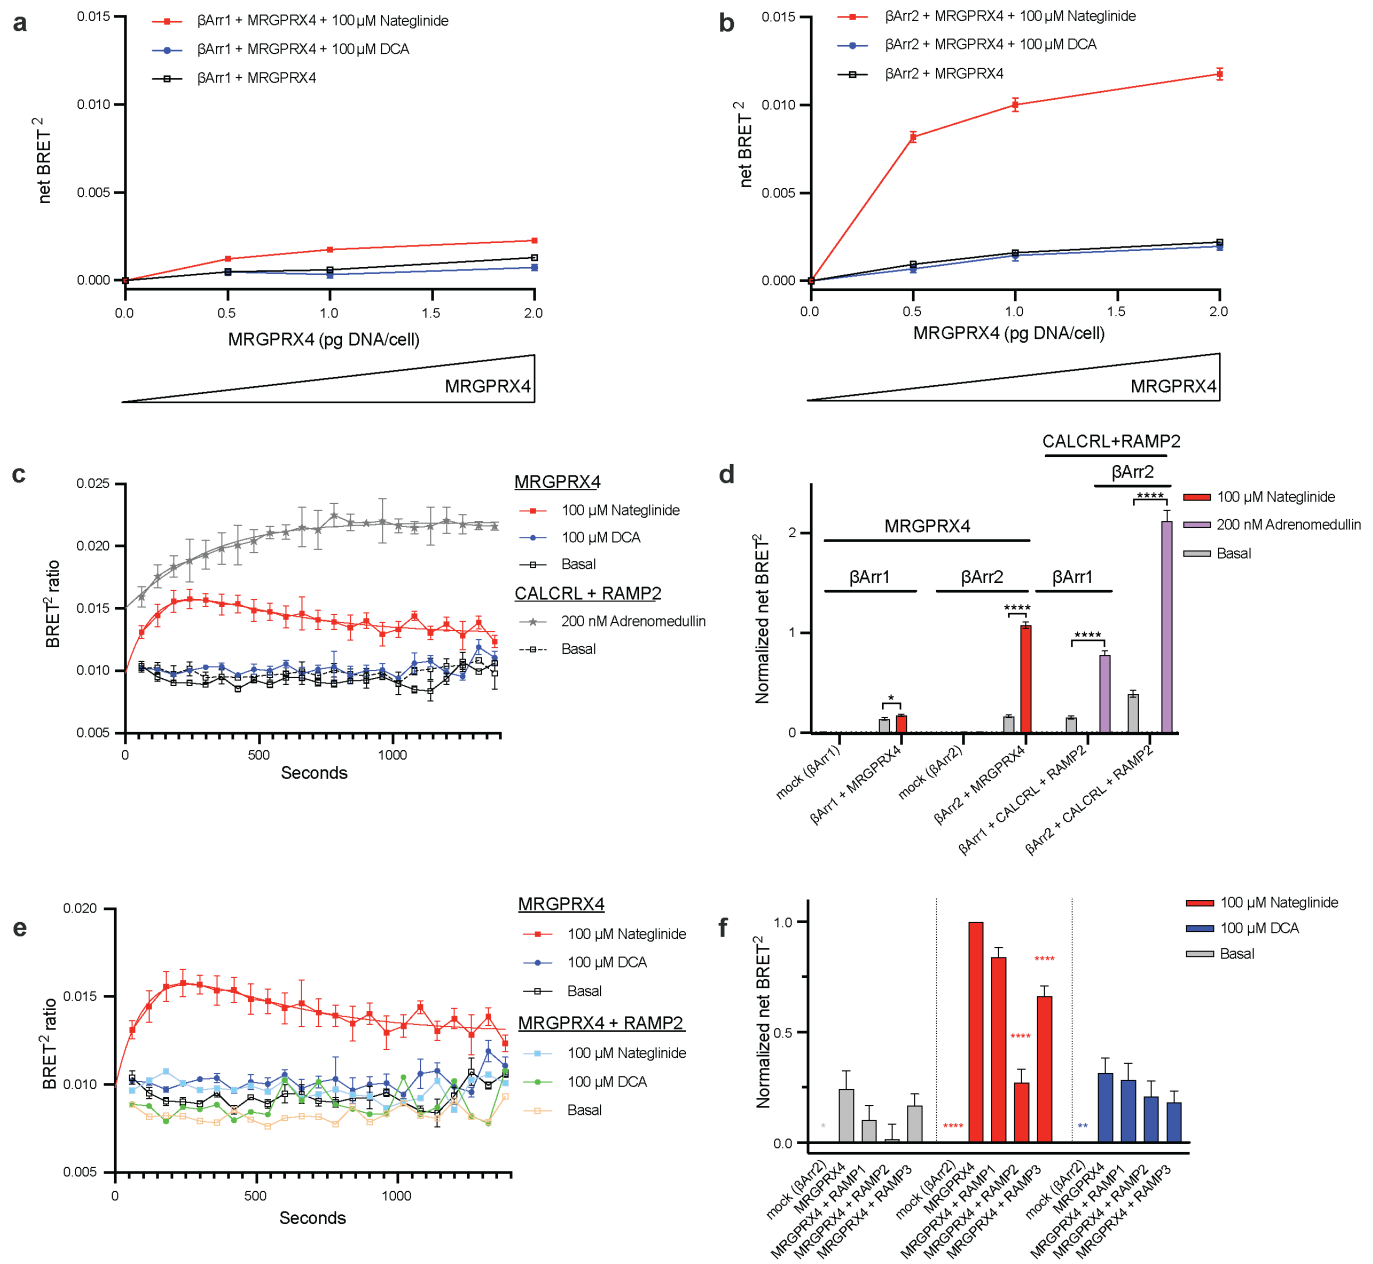 a
βArr1 + MRGPRX4 + 100 µM Nateglinide
βArr1 + MRGPRX4 + 100 µM DCA
βArr1 + MRGPRX4
net BRET2
0.015
0.010
0.005
0.000
0.0 0.5 1.0 1.5 2.0
MRGPRX4 (pg DNA/cell)
MRGPRX4
b
βArr2 + MRGPRX4 + 100 µM Nateglinide
βArr2 + MRGPRX4 + 100 µM DCA
βArr2 + MRGPRX4
net BRET2
0.015
0.010
0.005
0.000
0.0 0.5 1.0 1.5 2.0
MRGPRX4 (pg DNA/cell)
MRGPRX4
c
BRET2 ratio
0.025
0.020
0.015
0.010
0.005
0 500 1000
Seconds
MRGPRX4
100 µM Nateglinide
100 µM DCA
Basal
CALCRL + RAMP2
200 nM Adrenomedullin
Basal
d
CALCRL+RAMP2
βArr2
MRGPRX4
βArr1
βArr2
βArr1
* **** **** ****
Normalized net BRET2
2
1
0
mock (βArr1)
βArr1 + MRGPRX4
mock (βArr2)
βArr2 + MRGPRX4
βArr1 + CALCRL + RAMP2
βArr2 + CALCRL + RAMP2
100 µM Nateglinide
200 nM Adrenomedullin
Basal
e
BRET2 ratio
0.020
0.015
0.010
0.005
0 500 1000
Seconds
MRGPRX4
100 µM Nateglinide
100 µM DCA
Basal
MRGPRX4 + RAMP2
100 µM Nateglinide
100 µM DCA
Basal
f
Normalized net BRET2
1.0
0.5
0.0
* **** **** **** **
mock (βArr2)
MRGPRX4
MRGPRX4 + RAMP1
MRGPRX4 + RAMP2
MRGPRX4 + RAMP3
mock (βArr2)
MRGPRX4
MRGPRX4 + RAMP1
MRGPRX4 + RAMP2
MRGPRX4 + RAMP3
mock (βArr2)
MRGPRX4
MRGPRX4 + RAMP1
MRGPRX4 + RAMP2
MRGPRX4 + RAMP3
100 µM Nateglinide
100 µM DCA
Basal